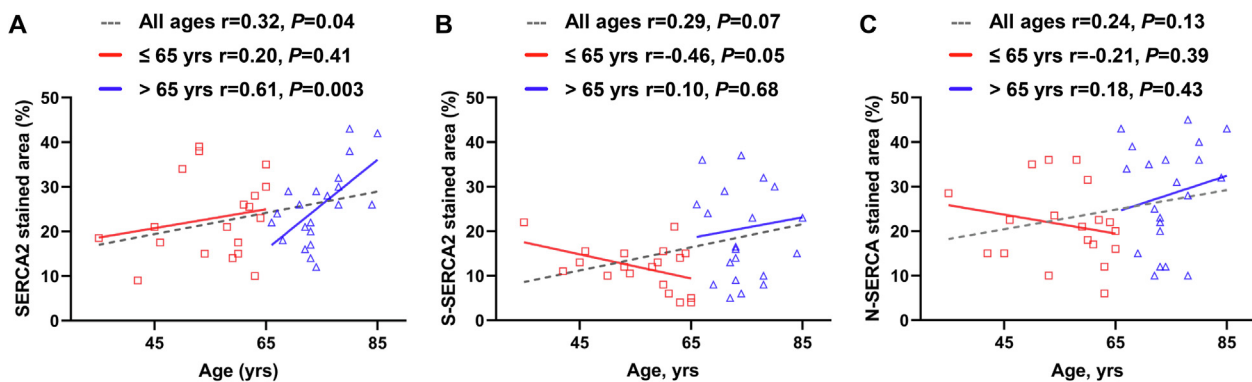 A
All ages r=0.32, P=0.04
≤ 65 yrs r=0.20, P=0.41
> 65 yrs r=0.61, P=0.003
SERCA2 stained area (%)
50
40
30
20
10
0
45
65
85
Age (yrs)
B
All ages r=0.29, P=0.07
≤ 65 yrs r=-0.46, P=0.05
> 65 yrs r=0.10, P=0.68
S-SERCA2 stained area (%)
50
40
30
20
10
0
45
65
85
Age, yrs
C
All ages r=0.24, P=0.13
≤ 65 yrs r=-0.21, P=0.39
> 65 yrs r=0.18, P=0.43
N-SERCA stained area (%)
50
40
30
20
10
0
45
65
85
Age, yrs